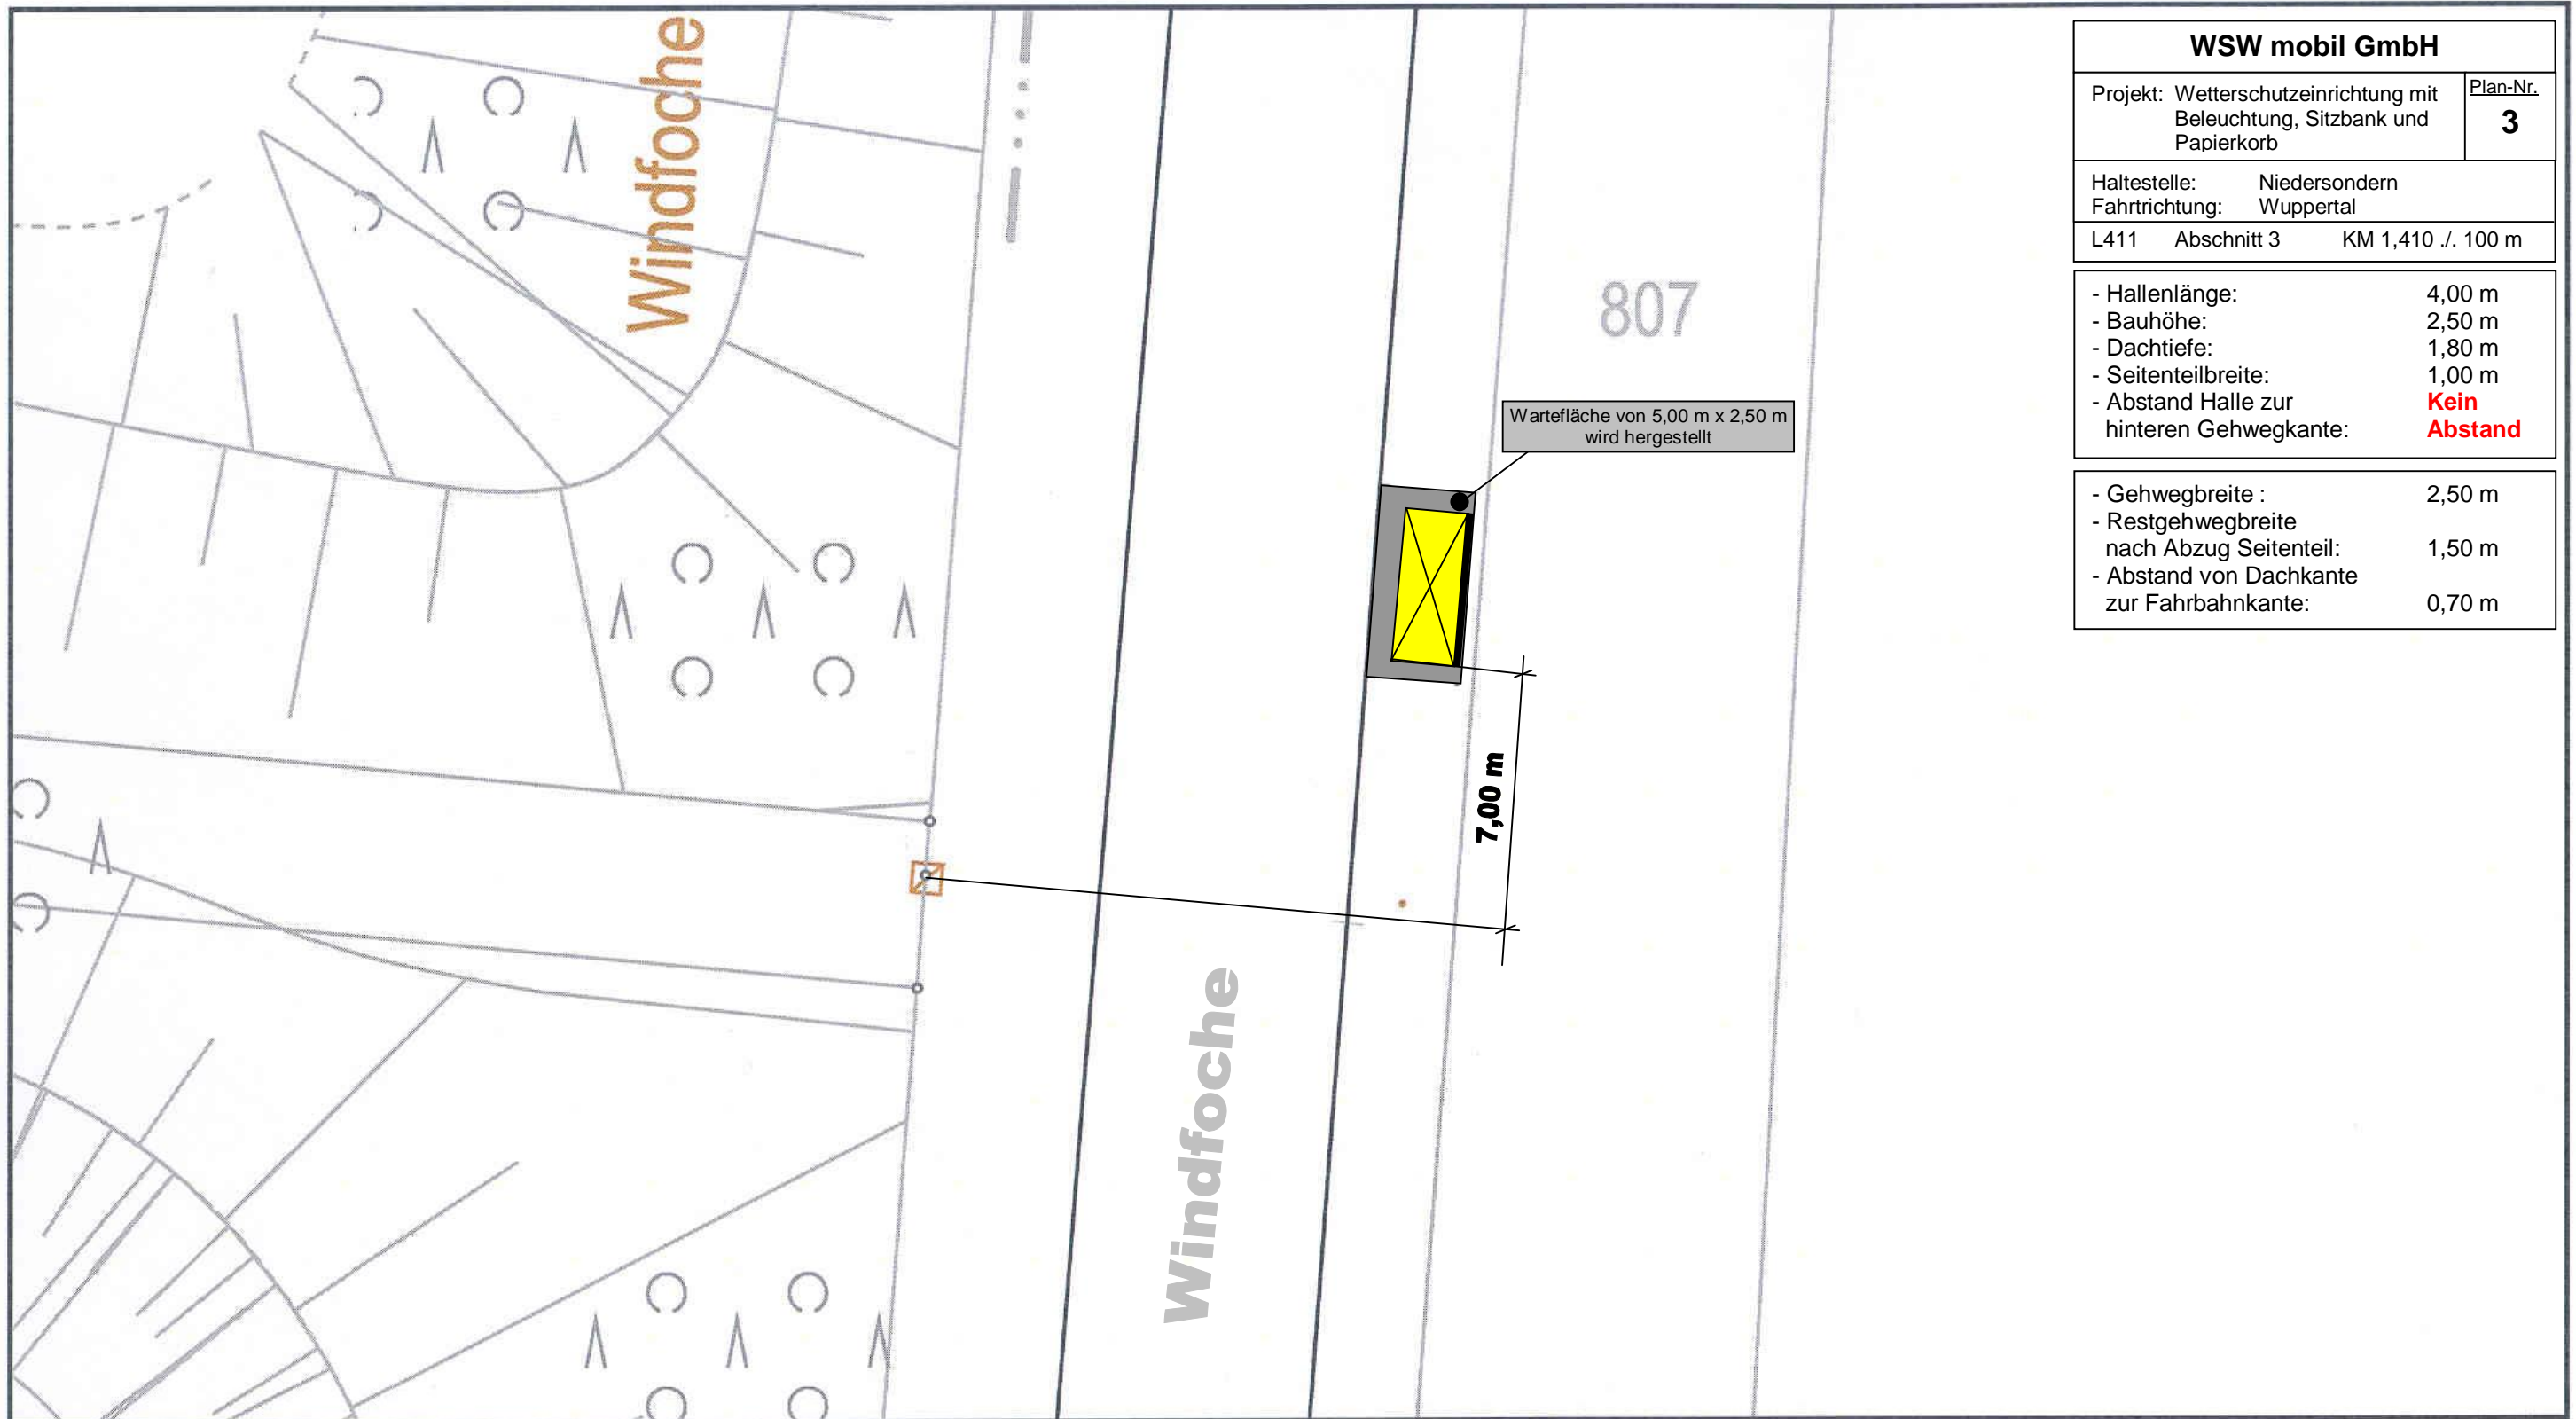 Windfoche
WSW mobil GmbH
Projekt: Wetterschutzeinrichtung mit
Beleuchtung, Sitzbank und
Papierkorb
Plan-Nr.
3
Haltestelle: Niedersondern
Fahrtrichtung: Wuppertal
L411 Abschnitt 3 KM 1,410 ./. 100 m
- Hallenlänge: 4,00 m
- Bauhöhe: 2,50 m
- Dachtiefe: 1,80 m
- Seitenteilbreite: 1,00 m
- Abstand Halle zur Kein
hinteren Gehwegkante: Abstand
- Gehwegbreite : 2,50 m
- Restgehwegbreite
nach Abzug Seitenteil: 1,50 m
- Abstand von Dachkante
zur Fahrbahnkante: 0,70 m
807
Wartefläche von 5,00 m x 2,50 m
wird hergestellt
7,00 m
Windfoche